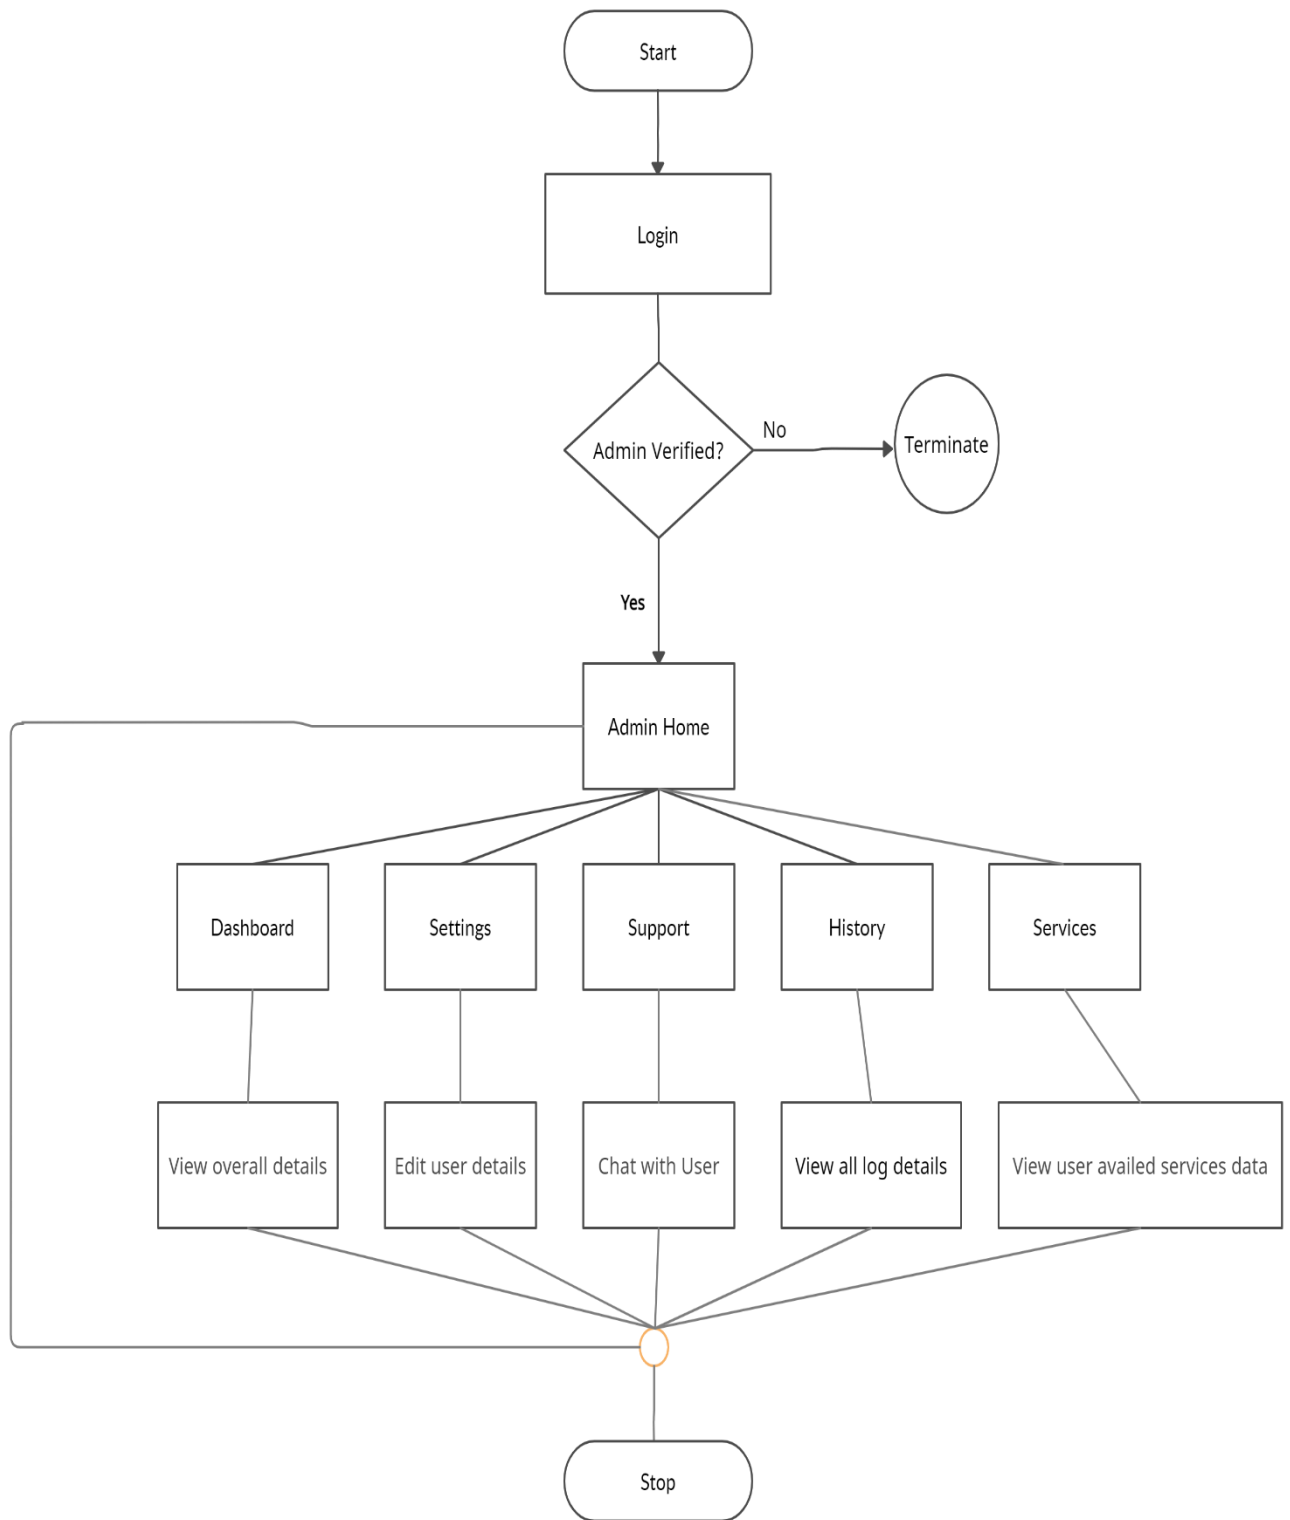 Start
Login
Admin Verified?
No
Terminate
Yes
Admin Home
Dashboard
Settings
Support
History
Services
View overall details
Edit user details
Chat with User
View all log details
View user availed services data
Stop